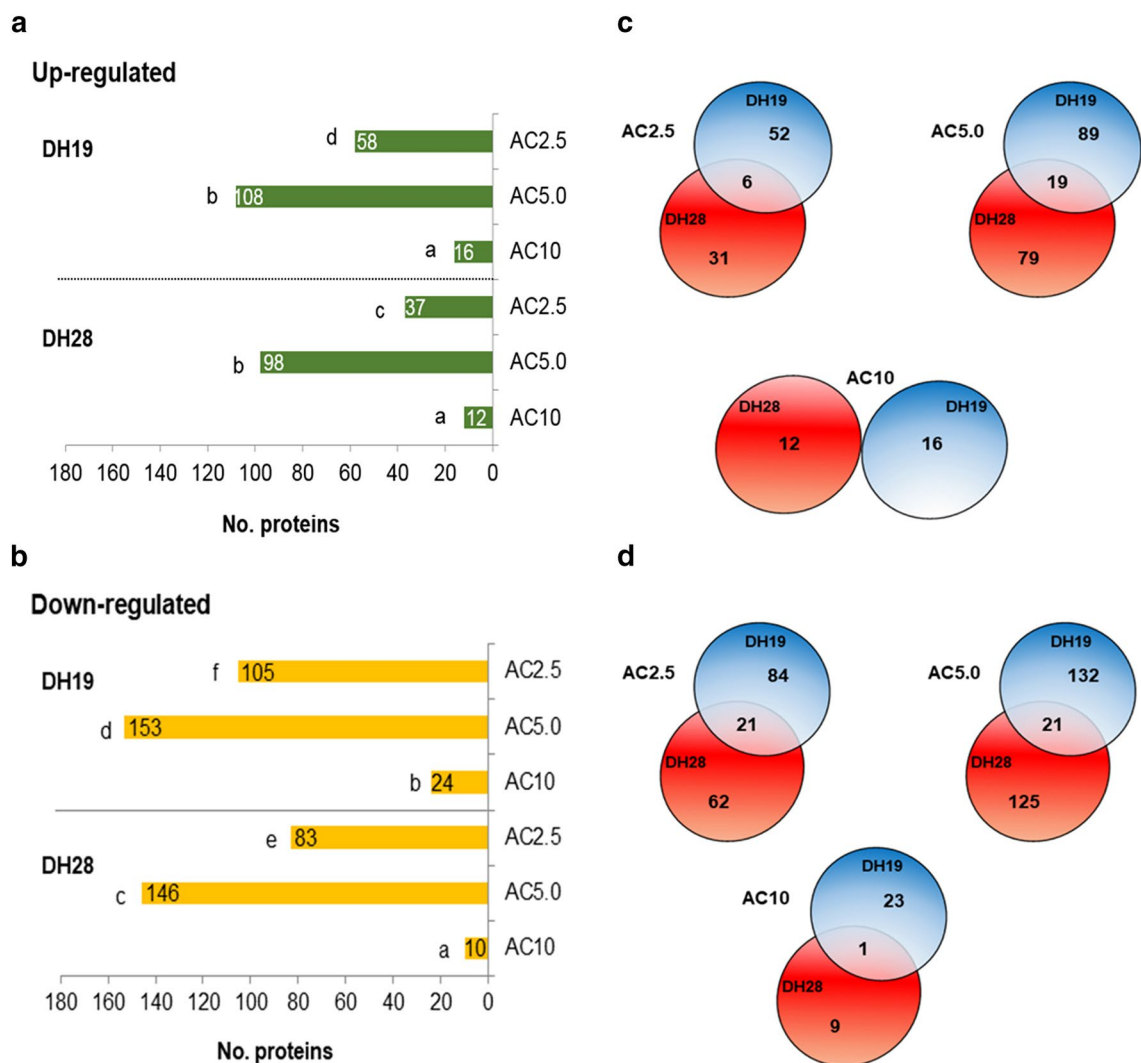 a
Up-regulated
DH19
d 58 AC2.5
b 108 AC5.0
a 16 AC10
DH28
c 37 AC2.5
b 98 AC5.0
a 12 AC10
180 160 140 120 100 80 60 40 20 0
No. proteins
b
Down-regulated
DH19
f 105 AC2.5
d 153 AC5.0
b 24 AC10
DH28
e 83 AC2.5
c 146 AC5.0
a 10 AC10
180 160 140 120 100 80 60 40 20 0
No. proteins
c
AC2.5
DH19
52
6
DH28
31
AC5.0
DH19
89
19
DH28
79
AC10
DH28
12
DH19
16
d
AC2.5
DH19
84
21
DH28
62
AC5.0
DH19
132
21
DH28
125
AC10
DH19
23
1
DH28
9